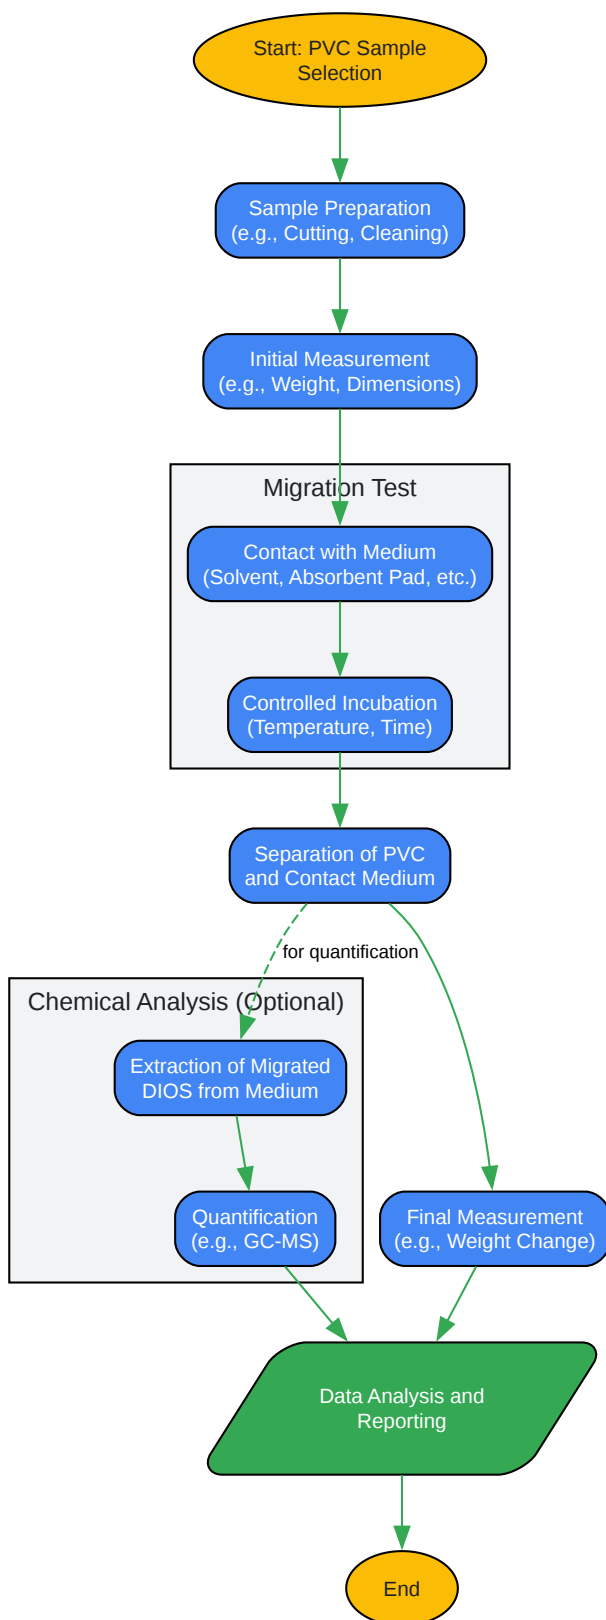 Start: PVC Sample
Selection
Sample Preparation
(e.g., Cutting, Cleaning)
Initial Measurement
(e.g., Weight, Dimensions)
Migration Test
Contact with Medium
(Solvent, Absorbent Pad, etc.)
Controlled Incubation
(Temperature, Time)
Separation of PVC
and Contact Medium
for quantification
Chemical Analysis (Optional)
Extraction of Migrated
DIOS from Medium
Quantification
(e.g., GC-MS)
Final Measurement
(e.g., Weight Change)
Data Analysis and
Reporting
End